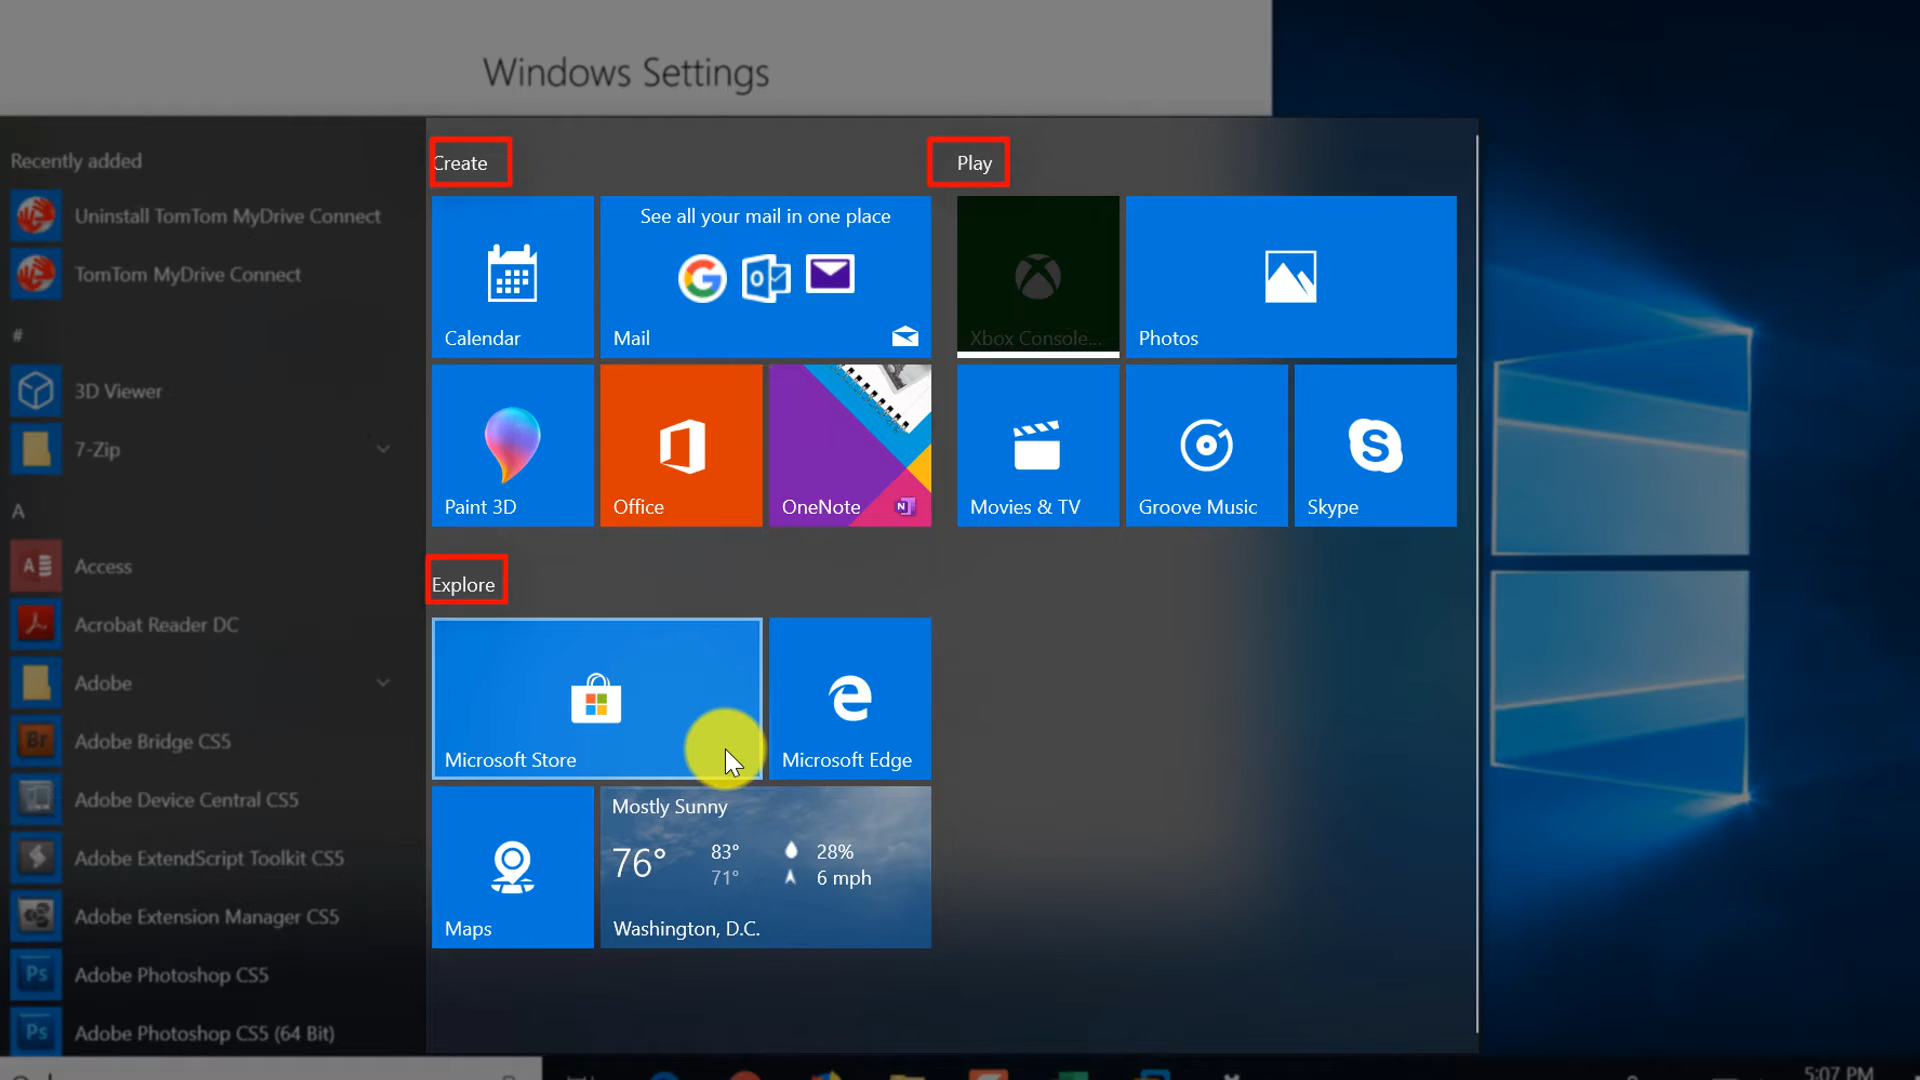 Windows Settings
Recently added
Uninstall TomTom MyDrive Connect
TomTom MyDrive Connect
#
3D Viewer
7-Zip
A
Access
Acrobat Reader DC
Adobe
Adobe Bridge CS5
Adobe Device Central CS5
Adobe ExtendScript Toolkit CS5
Adobe Extension Manager CS5
Adobe Photoshop CS5
Adobe Photoshop CS5 (64 Bit)
Create
Calendar
See all your mail in one place
Mail
Paint 3D
Office
OneNote
Play
Xbox Console...
Photos
Movies & TV
Groove Music
Skype
Explore
Microsoft Store
Microsoft Edge
Maps
Mostly Sunny
76°
83°
71°
28%
6 mph
Washington, D.C.
5:07 PM